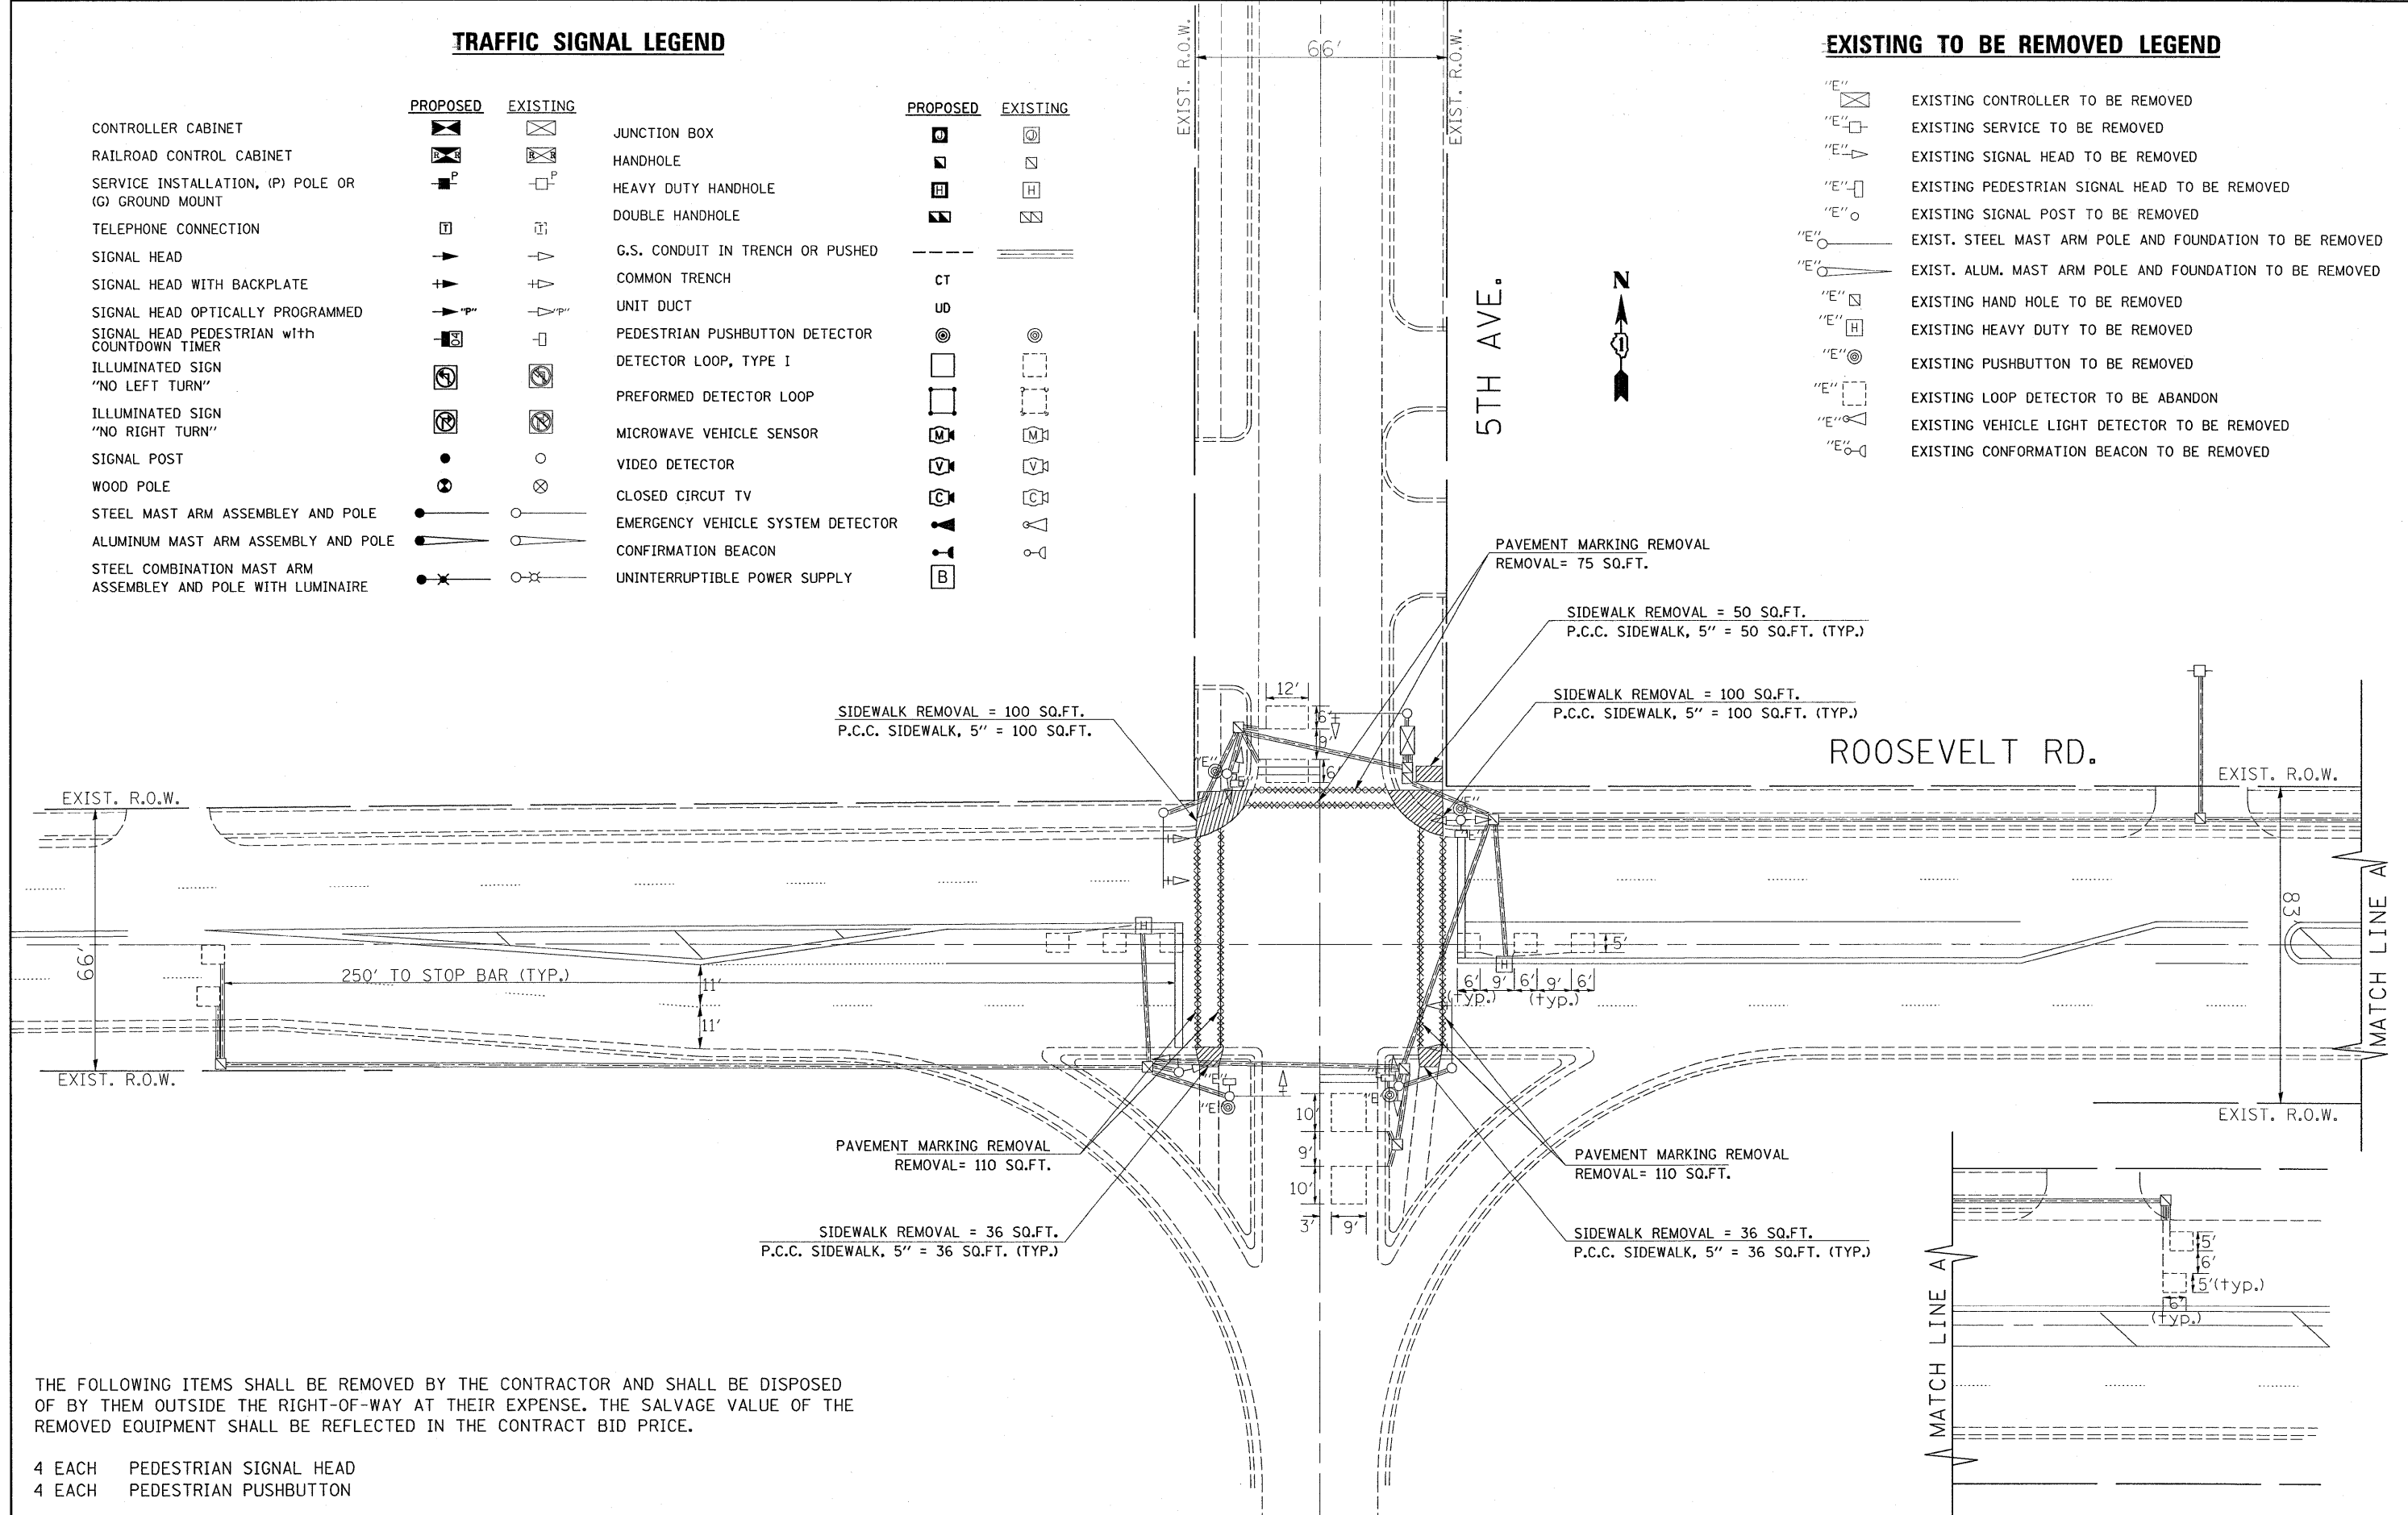 TRAFFIC SIGNAL LEGEND
PROPOSED EXISTING
CONTROLLER CABINET
RAILROAD CONTROL CABINET
R R R R
SERVICE INSTALLATION, (P) POLE OR
(G) GROUND MOUNT
P P
TELEPHONE CONNECTION
T T
SIGNAL HEAD
SIGNAL HEAD WITH BACKPLATE
SIGNAL HEAD OPTICALLY PROGRAMMED
"P" "P"
SIGNAL HEAD PEDESTRIAN with
COUNTDOWN TIMER
ILLUMINATED SIGN
"NO LEFT TURN"
ILLUMINATED SIGN
"NO RIGHT TURN"
SIGNAL POST
WOOD POLE
STEEL MAST ARM ASSEMBLEY AND POLE
ALUMINUM MAST ARM ASSEMBLY AND POLE
STEEL COMBINATION MAST ARM
ASSEMBLEY AND POLE WITH LUMINAIRE
PROPOSED EXISTING
JUNCTION BOX
J J
HANDHOLE
HEAVY DUTY HANDHOLE
H H
DOUBLE HANDHOLE
G.S. CONDUIT IN TRENCH OR PUSHED
COMMON TRENCH CT
UNIT DUCT UD
PEDESTRIAN PUSHBUTTON DETECTOR
DETECTOR LOOP, TYPE I
PREFORMED DETECTOR LOOP
MICROWAVE VEHICLE SENSOR M M
VIDEO DETECTOR V V
CLOSED CIRCUT TV C C
EMERGENCY VEHICLE SYSTEM DETECTOR
CONFIRMATION BEACON
UNINTERRUPTIBLE POWER SUPPLY B
EXIST. R.O.W.
66'
EXIST. R.O.W.
5TH AVE.
N
1
EXISTING TO BE REMOVED LEGEND
"E" EXISTING CONTROLLER TO BE REMOVED
"E" EXISTING SERVICE TO BE REMOVED
"E" EXISTING SIGNAL HEAD TO BE REMOVED
"E" EXISTING PEDESTRIAN SIGNAL HEAD TO BE REMOVED
"E" EXISTING SIGNAL POST TO BE REMOVED
"E" EXIST. STEEL MAST ARM POLE AND FOUNDATION TO BE REMOVED
"E" EXIST. ALUM. MAST ARM POLE AND FOUNDATION TO BE REMOVED
"E" EXISTING HAND HOLE TO BE REMOVED
"E" H EXISTING HEAVY DUTY TO BE REMOVED
"E" EXISTING PUSHBUTTON TO BE REMOVED
"E" EXISTING LOOP DETECTOR TO BE ABANDON
"E" EXISTING VEHICLE LIGHT DETECTOR TO BE REMOVED
"E" EXISTING CONFORMATION BEACON TO BE REMOVED
PAVEMENT MARKING REMOVAL
REMOVAL= 75 SQ.FT.
SIDEWALK REMOVAL = 50 SQ.FT.
P.C.C. SIDEWALK, 5" = 50 SQ.FT. (TYP.)
SIDEWALK REMOVAL = 100 SQ.FT.
P.C.C. SIDEWALK, 5" = 100 SQ.FT. (TYP.)
SIDEWALK REMOVAL = 100 SQ.FT.
P.C.C. SIDEWALK, 5" = 100 SQ.FT.
12'
6'
9'
6'
"E"
"E"
"E"
ROOSEVELT RD.
EXIST. R.O.W.
EXIST. R.O.W.
66'
83'
MATCH LINE A
H
250' TO STOP BAR (TYP.)
11'
11'
H
5'
6' 9' 6' 9' 6'
(typ.) (typ.)
EXIST. R.O.W.
"E"
"E"
"E"
"E"
10'
9'
10'
3' 9'
EXIST. R.O.W.
PAVEMENT MARKING REMOVAL
REMOVAL= 110 SQ.FT.
PAVEMENT MARKING REMOVAL
REMOVAL= 110 SQ.FT.
SIDEWALK REMOVAL = 36 SQ.FT.
P.C.C. SIDEWALK, 5" = 36 SQ.FT. (TYP.)
SIDEWALK REMOVAL = 36 SQ.FT.
P.C.C. SIDEWALK, 5" = 36 SQ.FT. (TYP.)
MATCH LINE A
5'
6'
5'(typ.)
6'
(typ.)
THE FOLLOWING ITEMS SHALL BE REMOVED BY THE CONTRACTOR AND SHALL BE DISPOSED
OF BY THEM OUTSIDE THE RIGHT-OF-WAY AT THEIR EXPENSE. THE SALVAGE VALUE OF THE
REMOVED EQUIPMENT SHALL BE REFLECTED IN THE CONTRACT BID PRICE.
4 EACH PEDESTRIAN SIGNAL HEAD
4 EACH PEDESTRIAN PUSHBUTTON